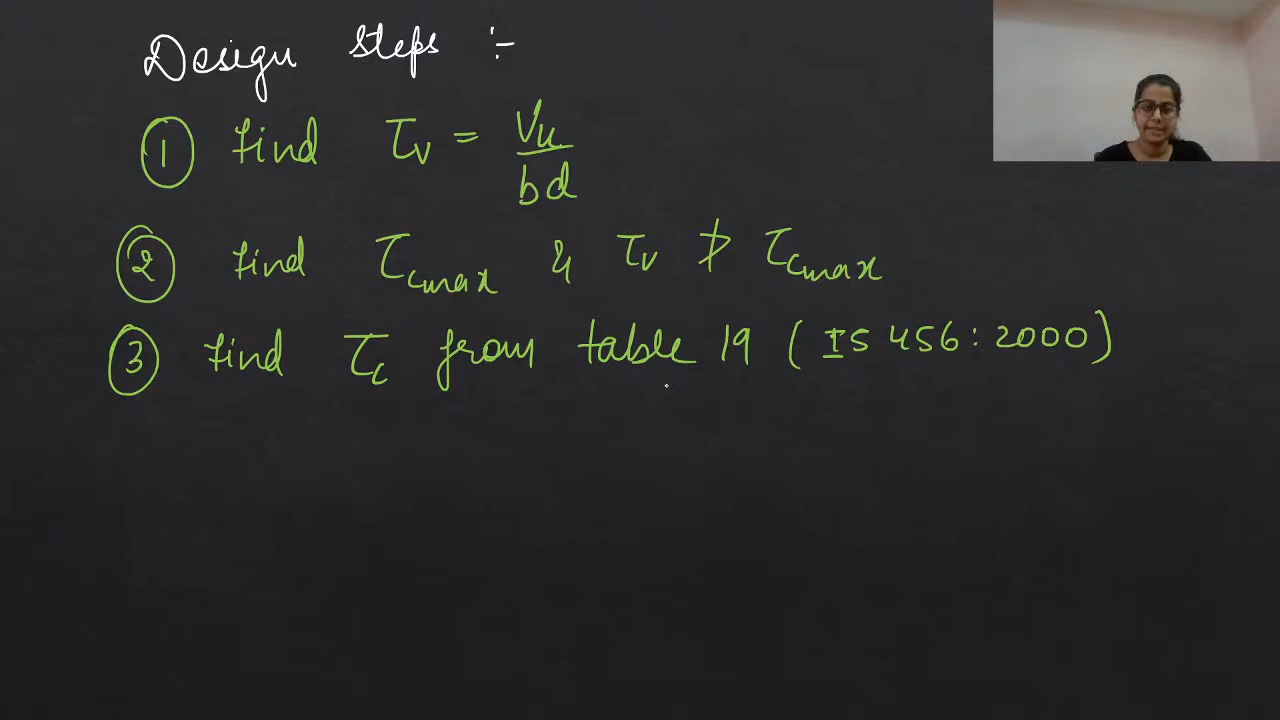 Design steps :-
① find τv = Vu/bd
② find τcmax & τv ≯ τcmax
③ find τc from table 19 (IS 456:2000)